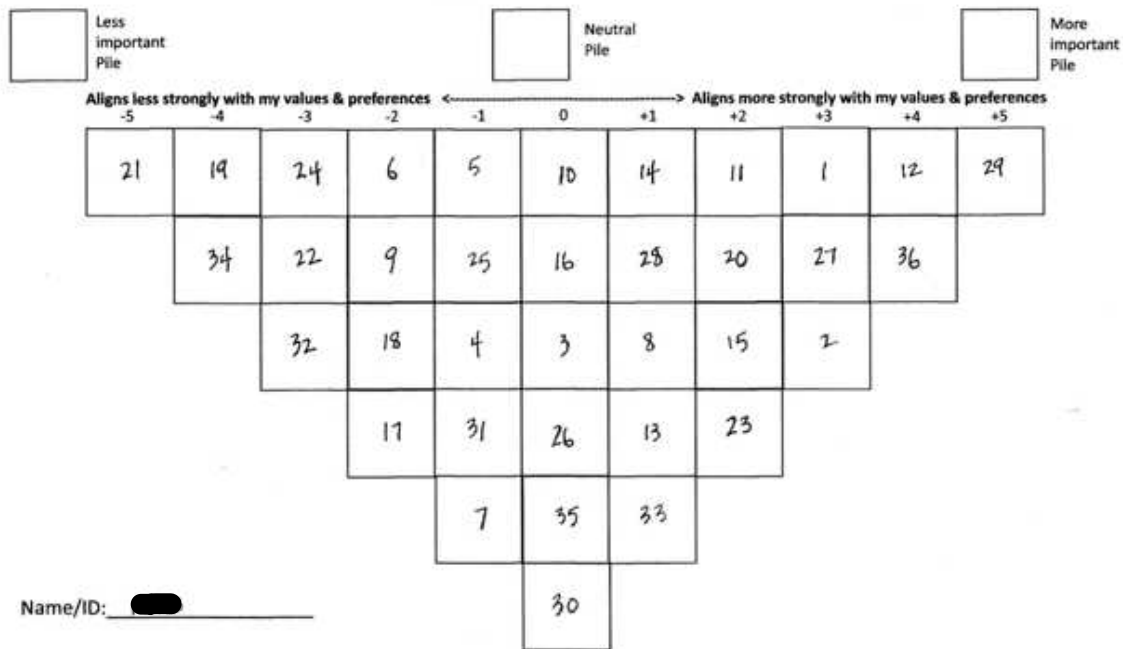 Less
important
Pile
Neutral
Pile
More
important
Pile
Aligns less strongly with my values & preferences <--------------------------> Aligns more strongly with my values & preferences
-5 -4 -3 -2 -1 0 +1 +2 +3 +4 +5
21 19 24 6 5 10 14 11 1 12 29
34 22 9 25 16 28 20 27 36
32 18 4 3 8 15 2
17 31 26 13 23
7 35 33
30
Name/ID: